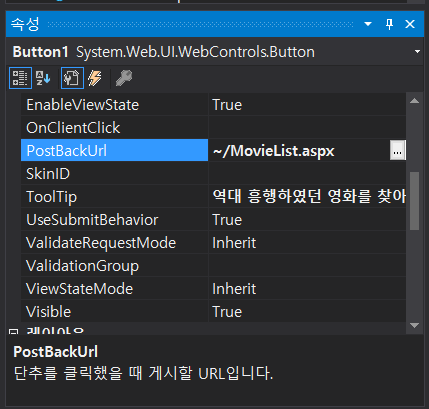 속성
Button1 System.Web.UI.WebControls.Button
EnableViewState True
OnClientClick
PostBackUrl ~/MovieList.aspx ...
SkinID
ToolTip 역대 흥행하였던 영화를 찾아
UseSubmitBehavior True
ValidateRequestMode Inherit
ValidationGroup
ViewStateMode Inherit
Visible True
레이아웃
PostBackUrl
단추를 클릭했을 때 게시할 URL입니다.